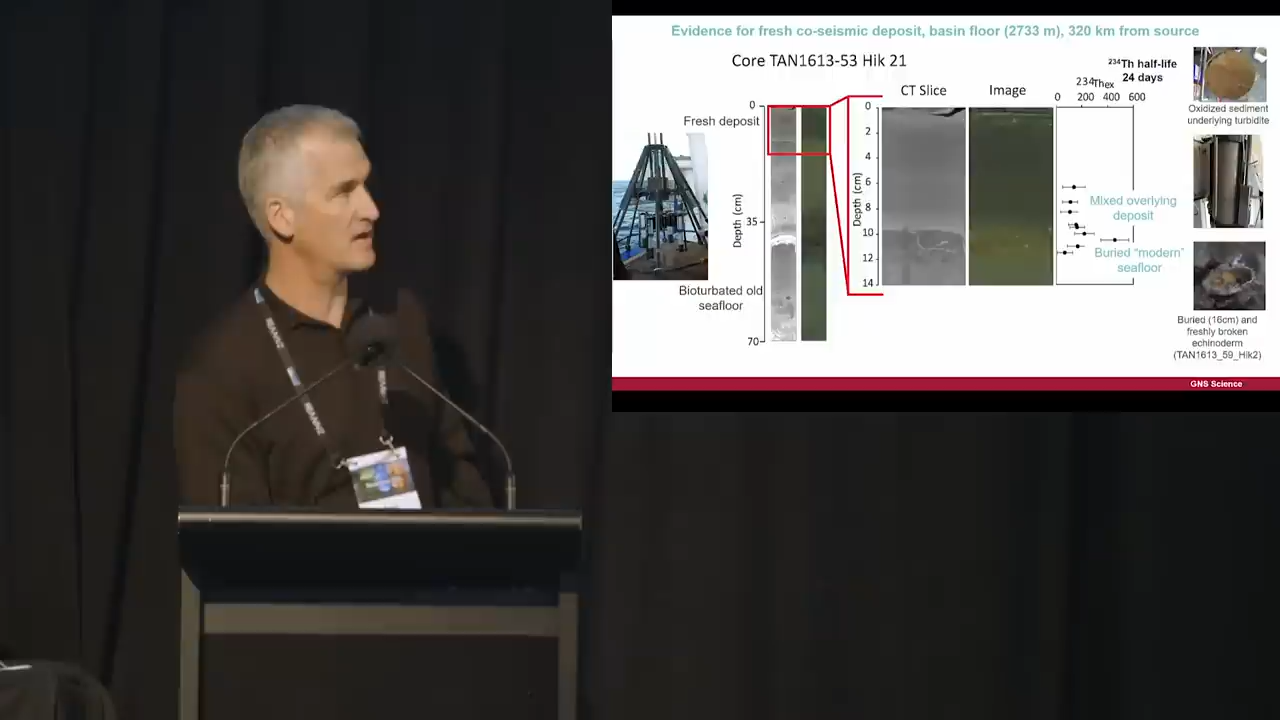 Evidence for fresh co-seismic deposit, basin floor (2733 m), 320 km from source
Core TAN1613-53 Hik 21
0
Fresh deposit
35
Depth (cm)
Bioturbated old
seafloor
70
CT Slice
Image
0
2
4
6
8
10
12
14
Depth (cm)
²³⁴Th half-life
24 days
²³⁴Thex
0 200 400 600
Mixed overlying
deposit
Buried “modern”
seafloor
Oxidized sediment
underlying turbidite
Buried (16cm) and
freshly broken
echinoderm
(TAN1613_59_Hik2)
GNS Science